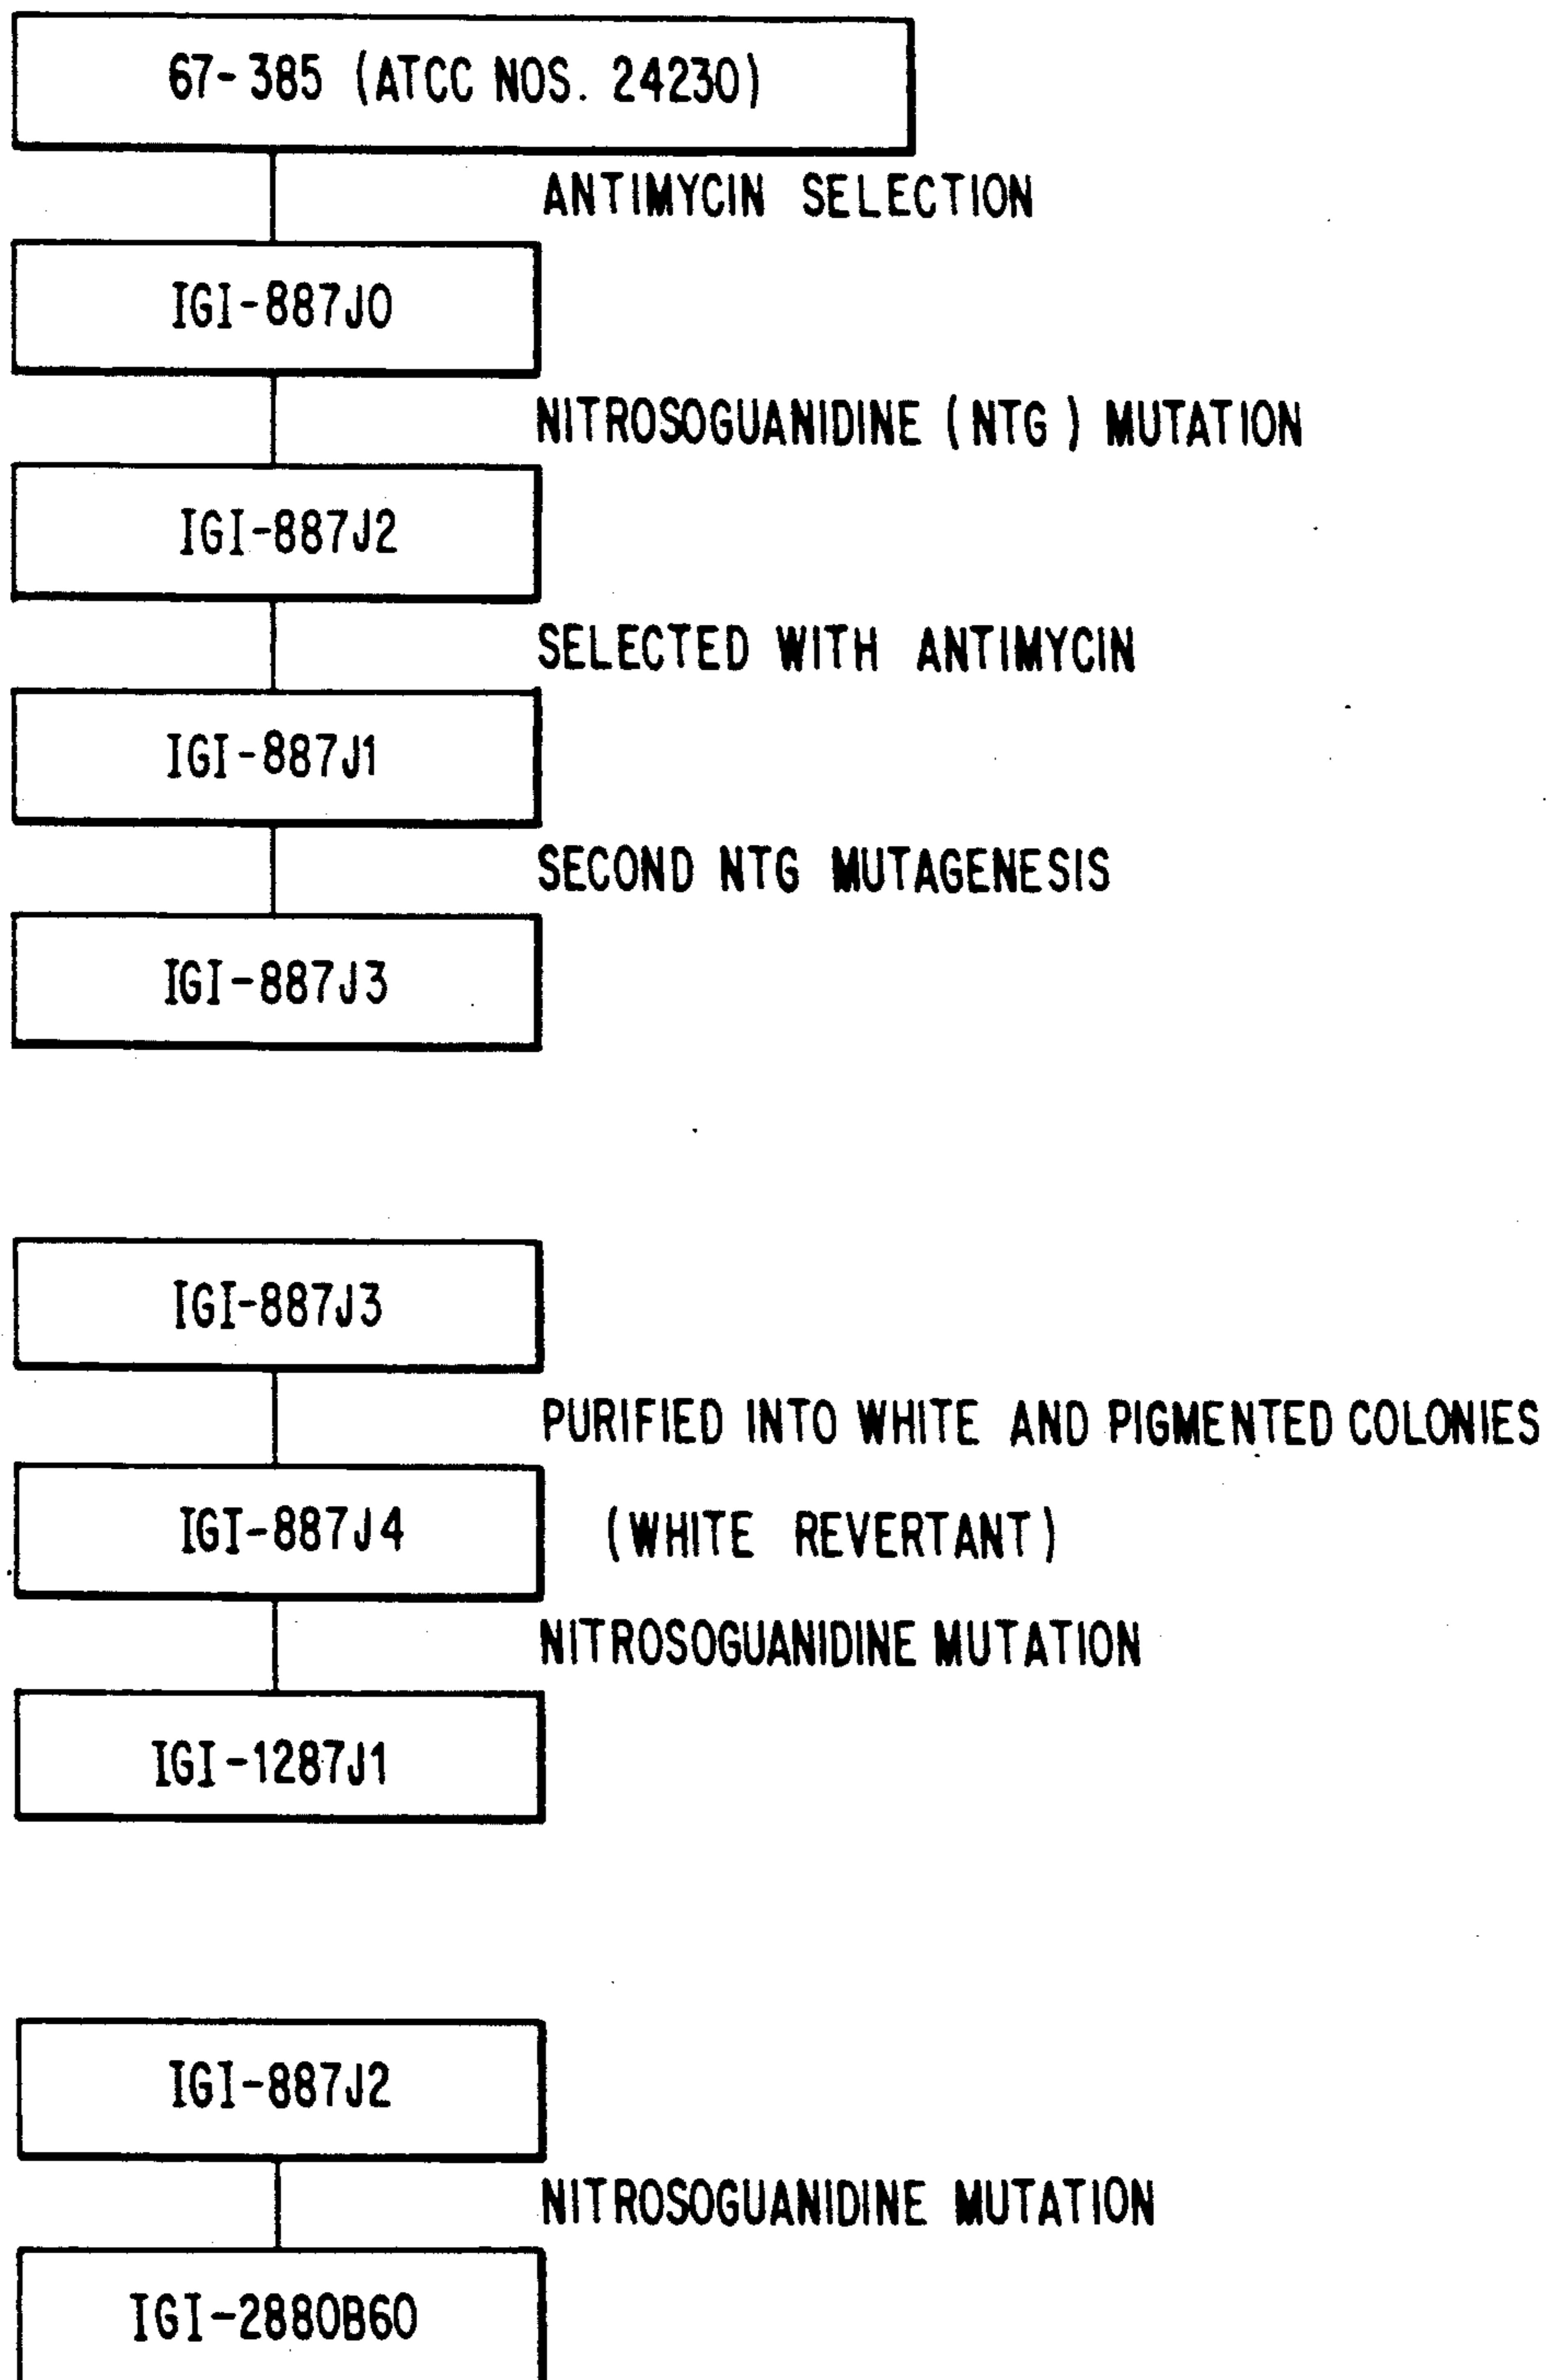 67-385 (ATCC NOS. 24230)
ANTIMYCIN SELECTION
IGI-887J0
NITROSOGUANIDINE (NTG) MUTATION
IGI-887J2
SELECTED WITH ANTIMYCIN
IGI-887J1
SECOND NTG MUTAGENESIS
IGI-887J3
IGI-887J3
PURIFIED INTO WHITE AND PIGMENTED COLONIES
IGI-887J4 (WHITE REVERTANT)
NITROSOGUANIDINE MUTATION
IGI-1287J1
IGI-887J2
NITROSOGUANIDINE MUTATION
IGI-2880B60